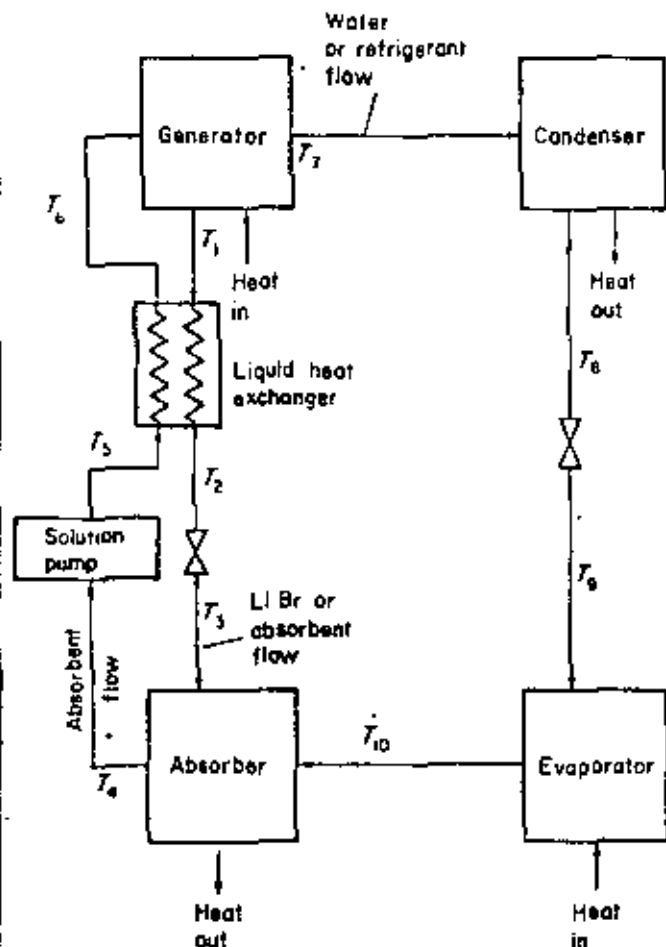 Water
or refrigerant
flow
Generator
Condenser
T7
T6
T1
Heat
in
Heat
out
Liquid heat
exchanger
T8
T5
T2
Solution
pump
T9
T3
Li Br or
absorbent
flow
Absorbent
flow
T10
Absorber
Evaporator
T4
Heat
out
Heat
in